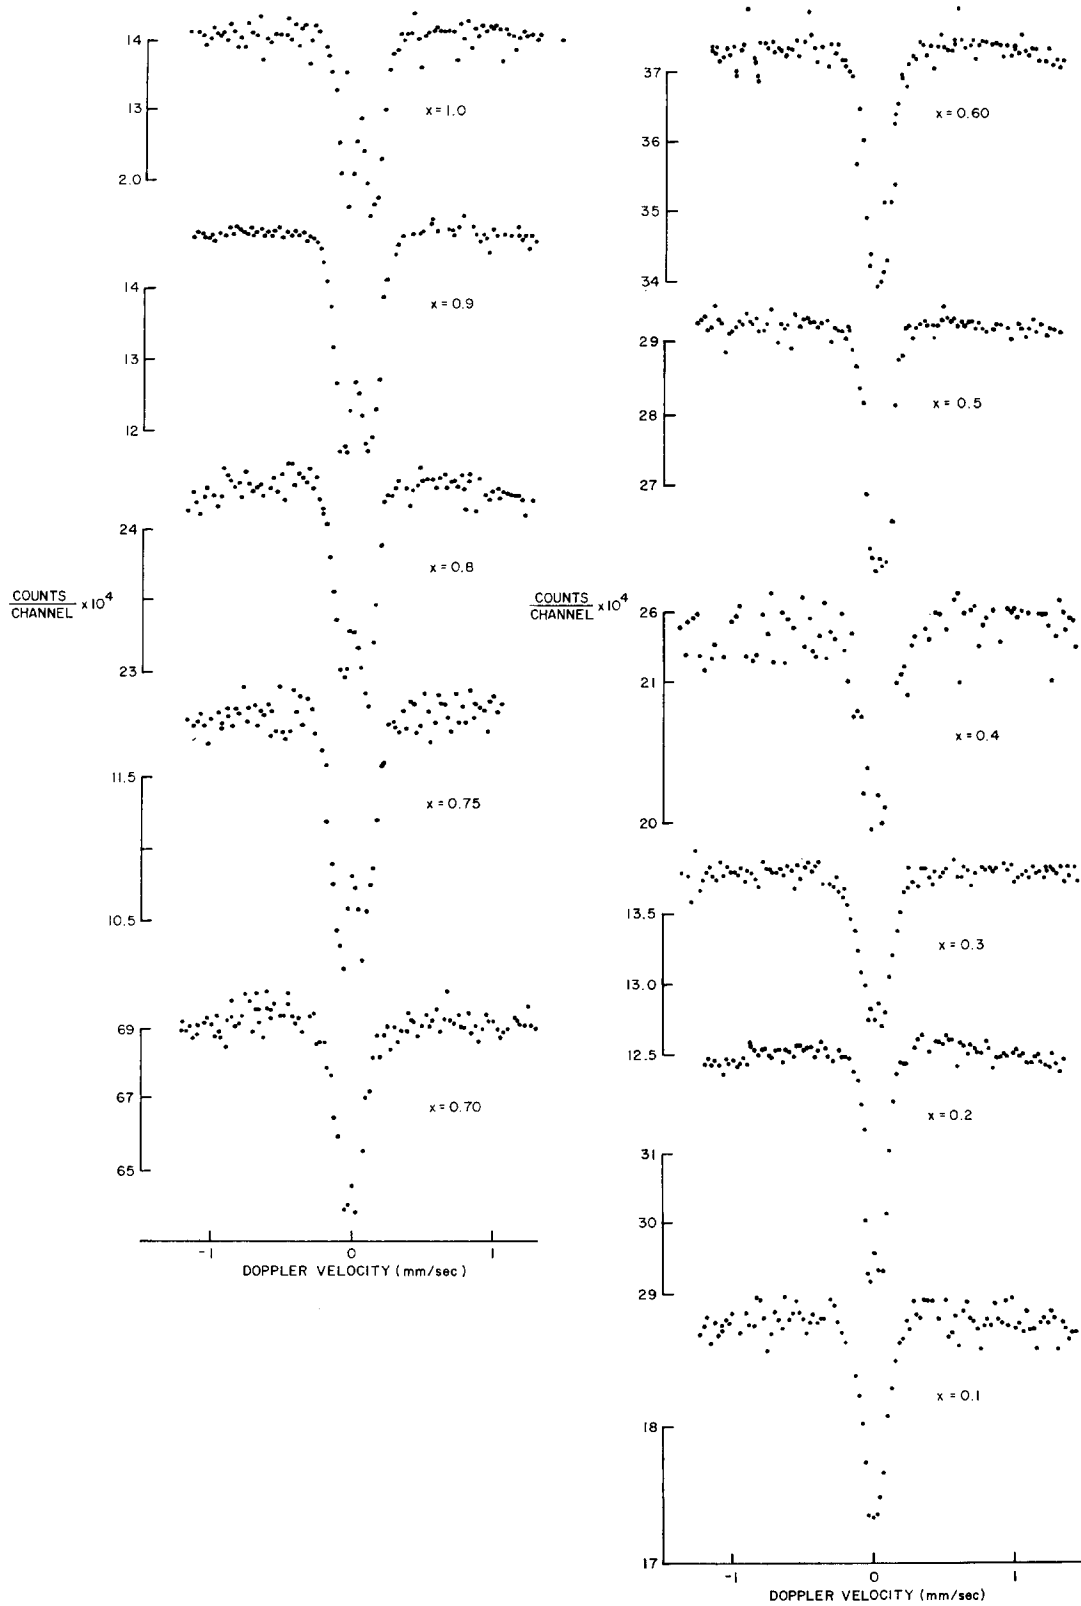 14
13
2.0
x = 1.0
14
13
12
x = 0.9
24
23
x = 0.8
COUNTS
CHANNEL x10^4
11.5
10.5
x = 0.75
69
67
65
x = 0.70
-1 0 1
DOPPLER VELOCITY (mm/sec)
37
36
35
34
x = 0.60
29
28
27
26
x = 0.5
COUNTS
CHANNEL x10^4
21
20
x = 0.4
13.5
13.0
12.5
x = 0.3
31
30
29
x = 0.2
18
17
x = 0.1
-1 0 1
DOPPLER VELOCITY (mm/sec)